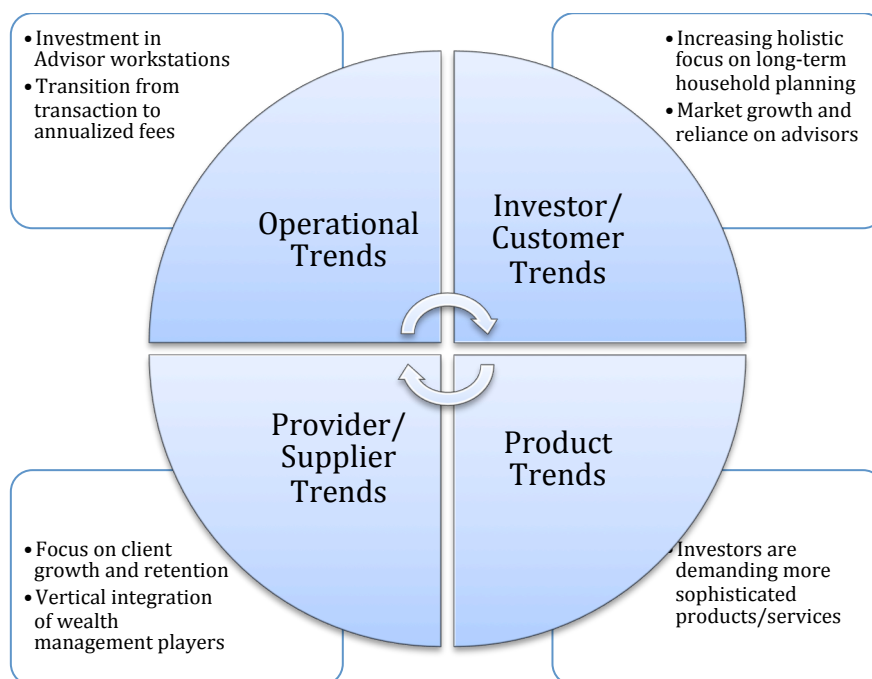 • Investment in
Advisor workstations
• Transition from
transaction to
annualized fees
• Increasing holistic
focus on long-term
household planning
• Market growth and
reliance on advisors
Operational
Trends
Investor/
Customer
Trends
Provider/
Supplier
Trends
Product
Trends
• Focus on client
growth and retention
• Vertical integration
of wealth
management players
• Investors are
demanding more
sophisticated
products/services